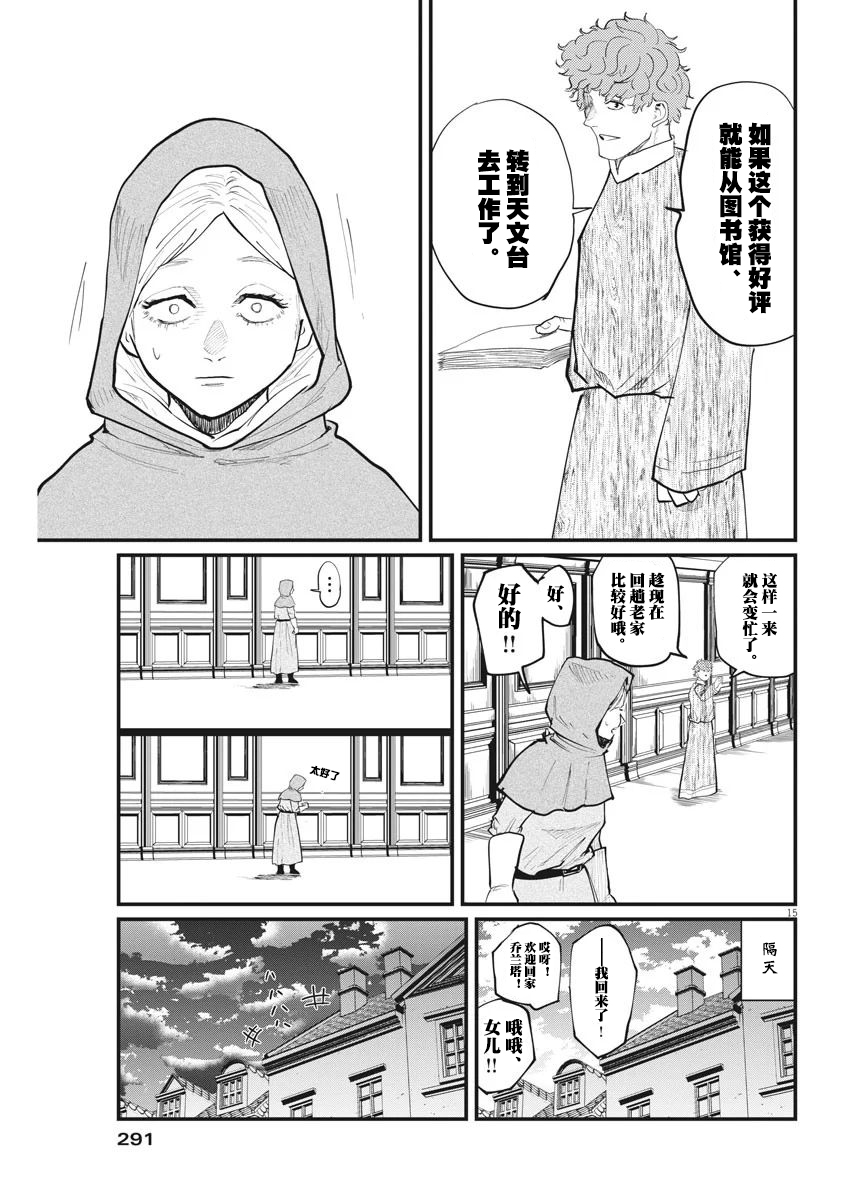 如果这个获得好评
就能从图书馆、
转到天文台
去工作了。
这样一来
就会变忙了。
趁现在
回趟老家
比较好哦。
好、
好的!!
…
太好了
15
隔天
——我回来了!
哎呀!
欢迎回家
乔兰塔!
哦哦、
女儿!!
291